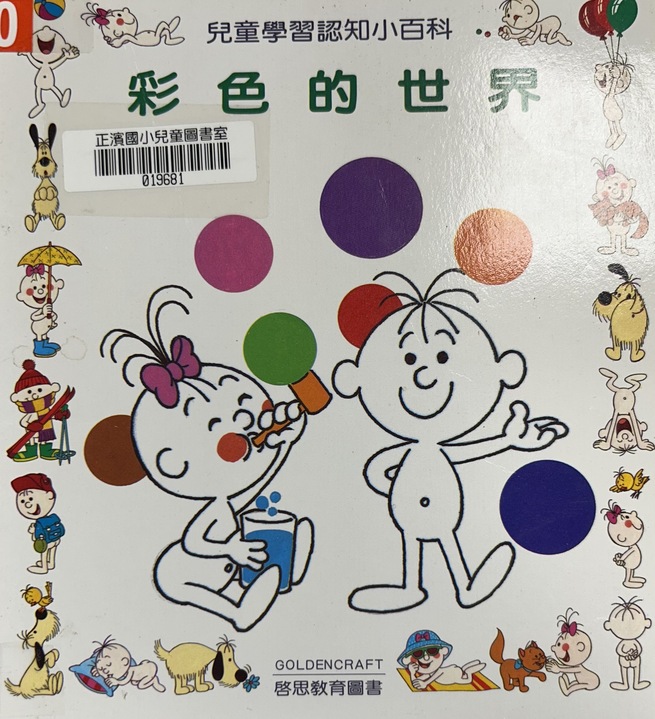 0
兒童學習認知小百科
彩色的世界
正濱國小兒童圖書室
019681
GOLDENCRAFT
啓思教育圖書